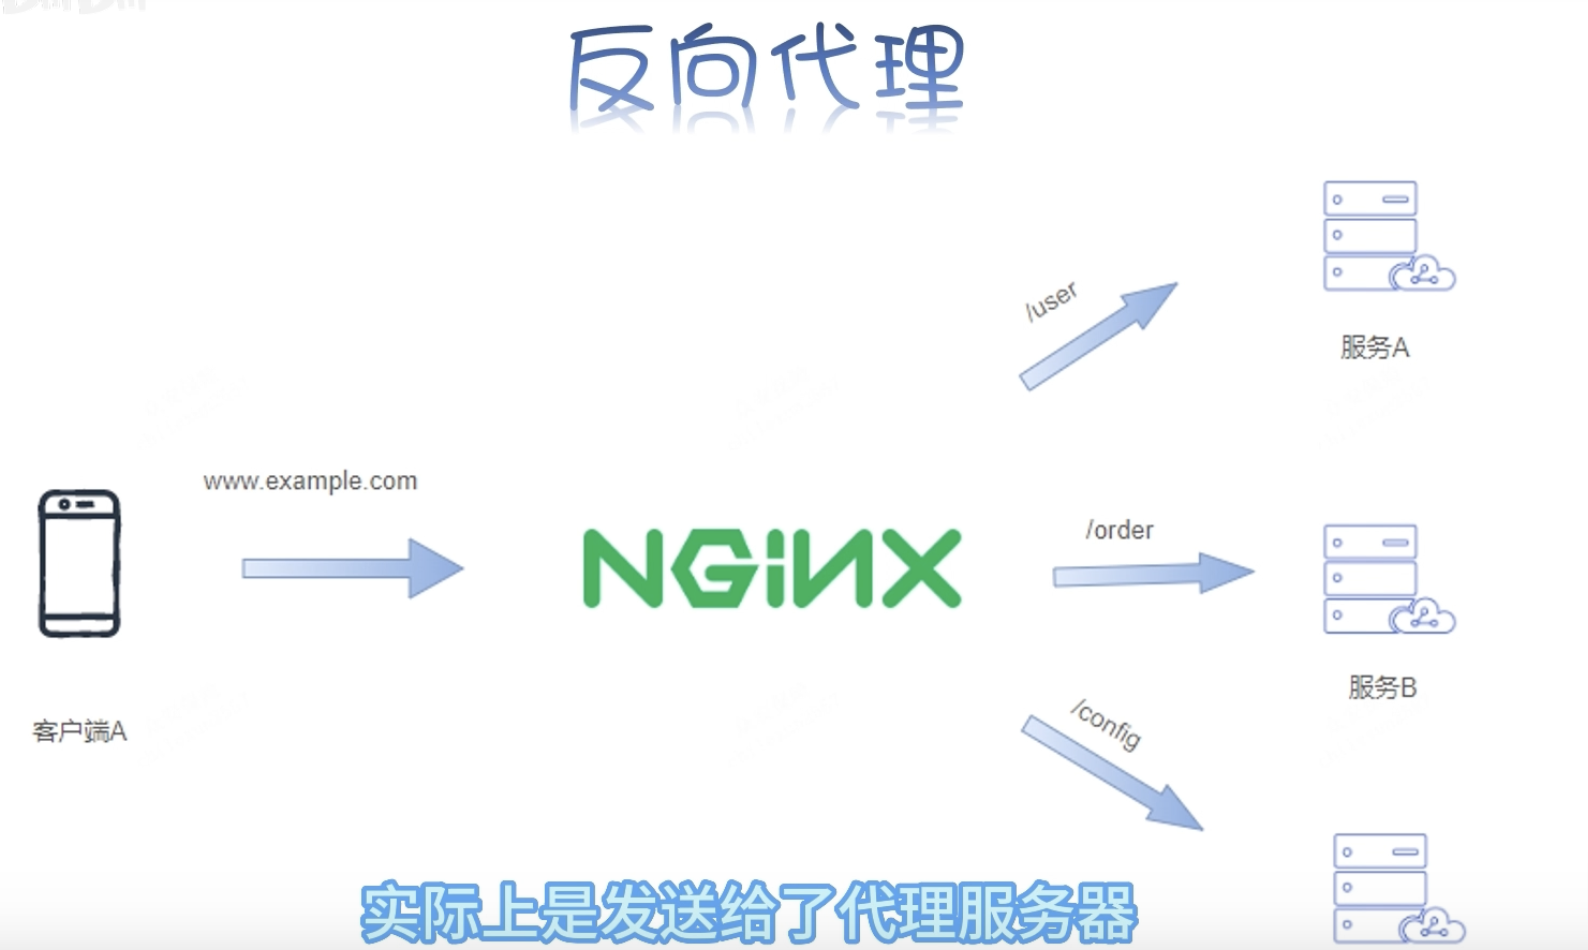 反向代理
/user
服务A
www.example.com
NGINX
/order
服务B
客户端A
/config
实际上是发送给了代理服务器